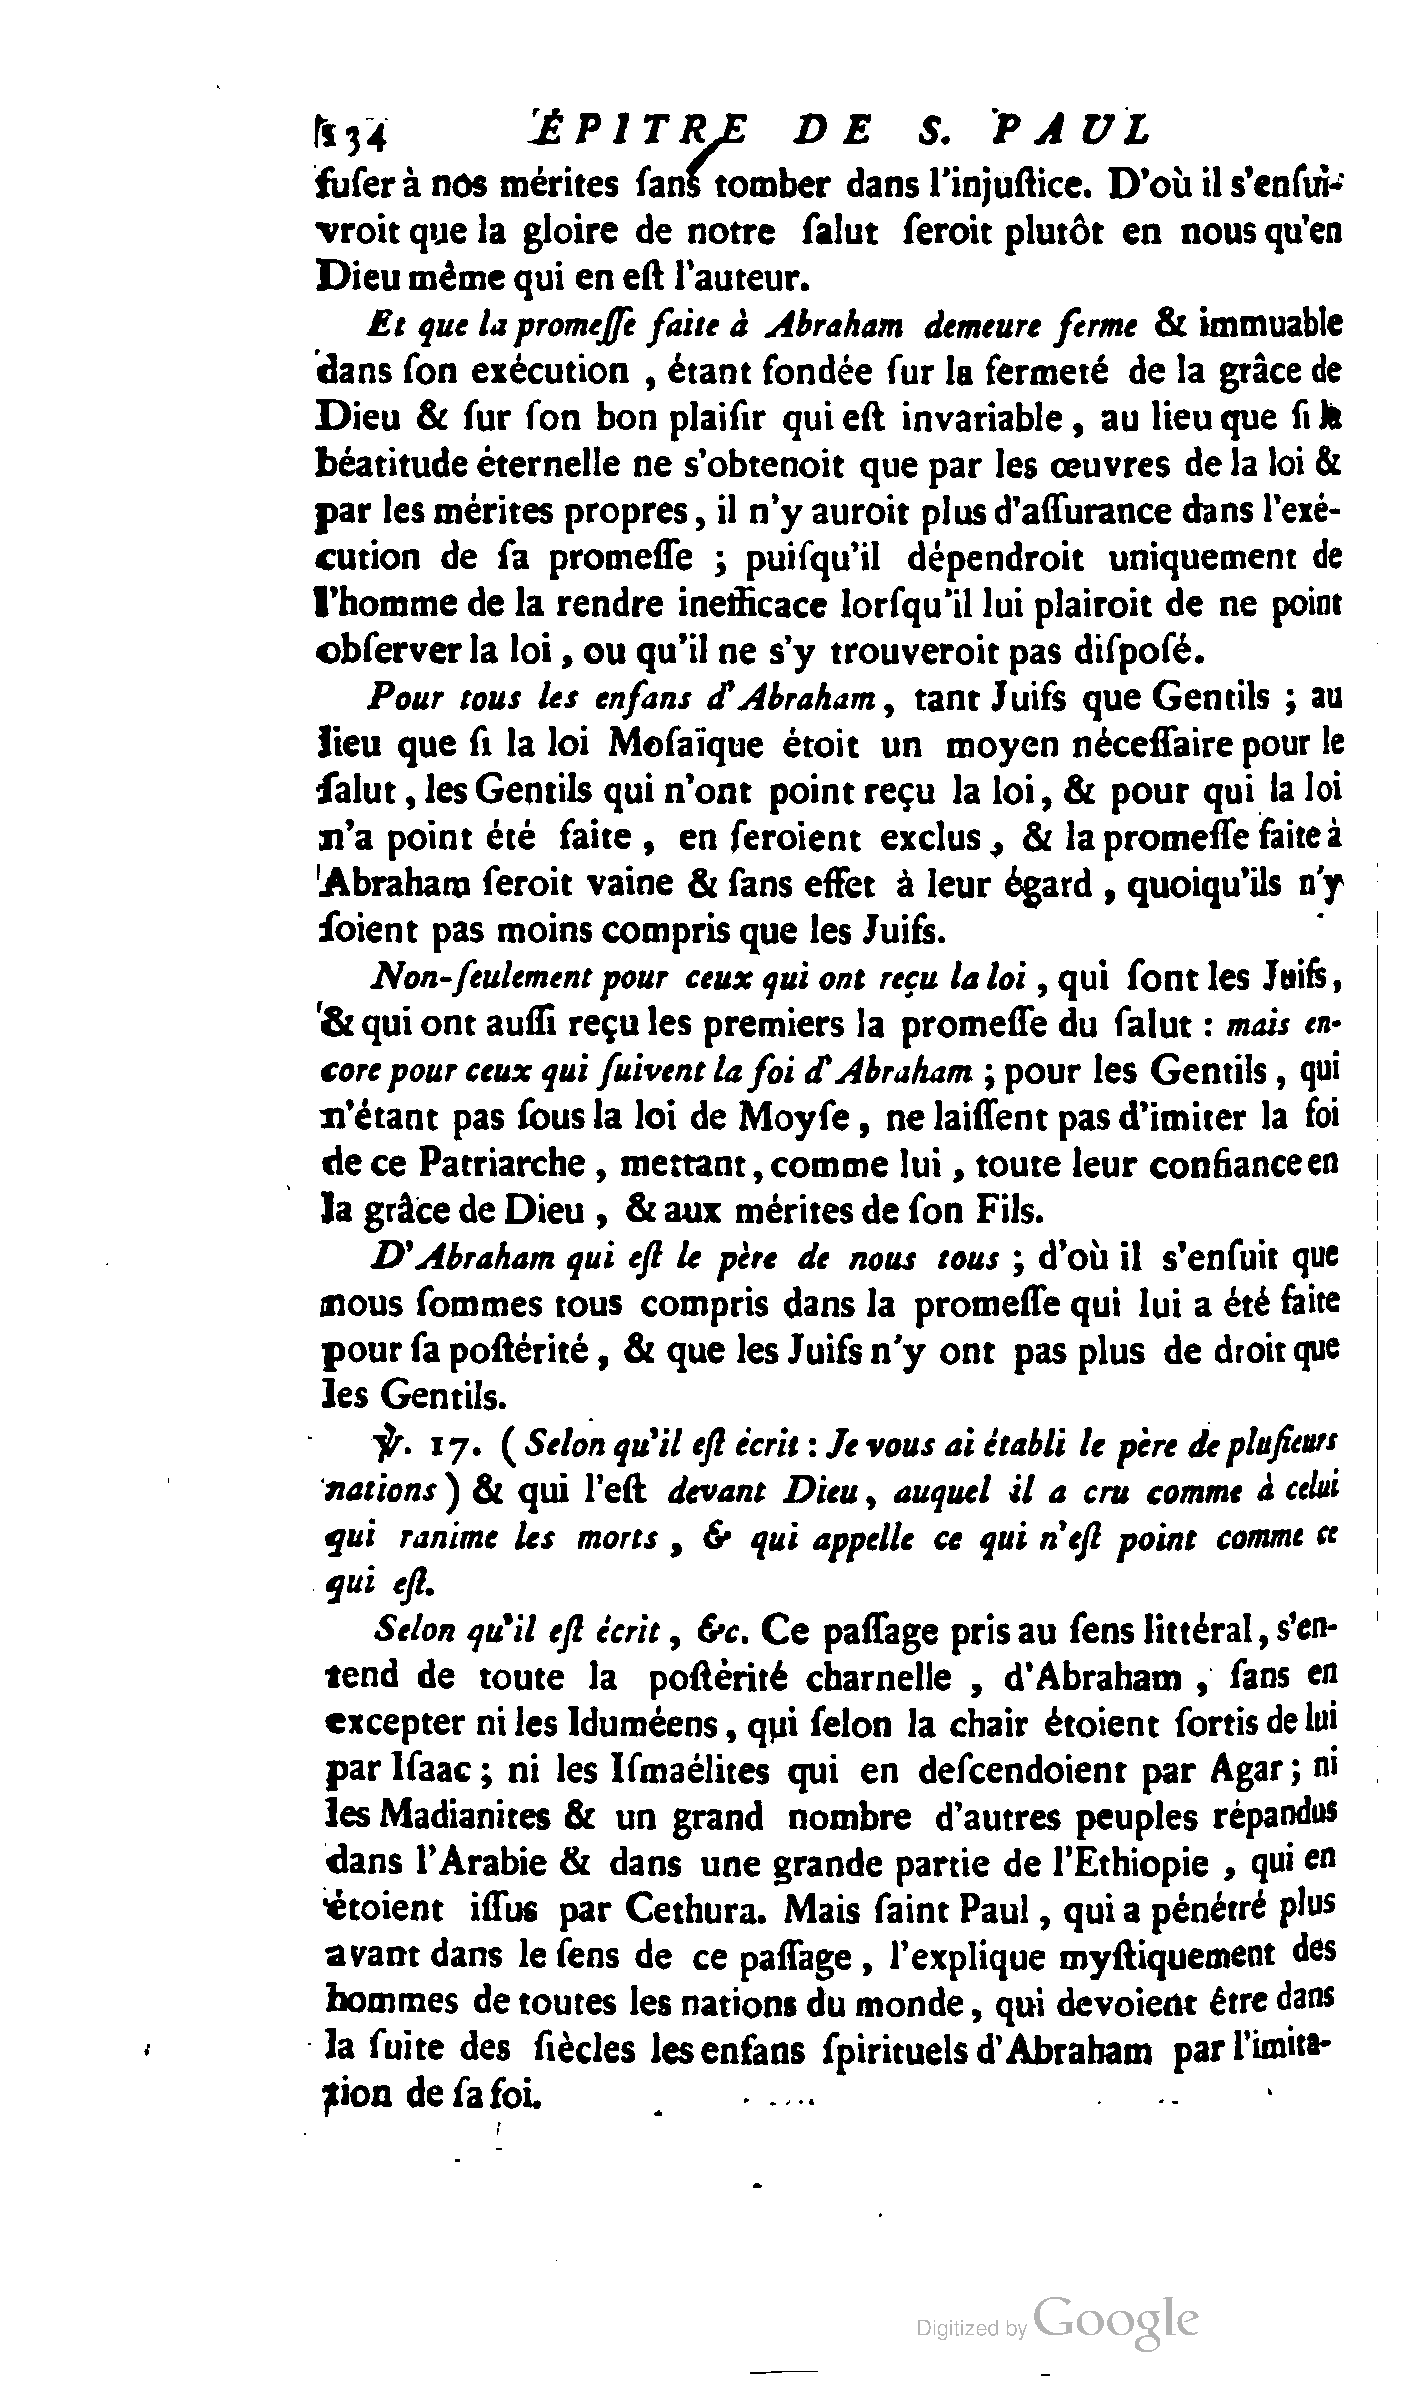 134 ÉPITRE DE S. PAUL
fuſer à nos mérites ſans tomber dans l'injuſtice. D'où il s'enſui-
vroit que la gloire de notre ſalut ſeroit plutôt en nous qu'en
Dieu même qui en eſt l'auteur.
Et que la promeſſe faite à Abraham demeure ferme & immuable
dans ſon exécution , étant fondée ſur la fermeté de la grâce de
Dieu & ſur ſon bon plaiſir qui eſt invariable , au lieu que ſi la
béatitude éternelle ne s'obtenoit que par les œuvres de la loi &
par les mérites propres , il n'y auroit plus d'aſſurance dans l'exé-
cution de ſa promeſſe ; puiſqu'il dépendroit uniquement de
l'homme de la rendre inefficace lorſqu'il lui plairoit de ne point
obſerver la loi , ou qu'il ne s'y trouveroit pas diſpoſé.
Pour tous les enfans d'Abraham , tant Juifs que Gentils ; au
lieu que ſi la loi Moſaïque étoit un moyen néceſſaire pour le
ſalut , les Gentils qui n'ont point reçu la loi , & pour qui la loi
n'a point été faite , en ſeroient exclus , & la promeſſe faite à
Abraham ſeroit vaine & ſans effet à leur égard , quoiqu'ils n'y
ſoient pas moins compris que les Juifs.
Non-ſeulement pour ceux qui ont reçu la loi , qui ſont les Juifs ,
& qui ont auſſi reçu les premiers la promeſſe du ſalut : mais en-
core pour ceux qui ſuivent la foi d'Abraham ; pour les Gentils , qui
n'étant pas ſous la loi de Moyſe , ne laiſſent pas d'imiter la foi
de ce Patriarche , mettant , comme lui , toute leur confiance en
la grâce de Dieu , & aux mérites de ſon Fils.
D'Abraham qui eſt le père de nous tous ; d'où il s'enſuit que
nous ſommes tous compris dans la promeſſe qui lui a été faite
pour ſa poſtérité , & que les Juifs n'y ont pas plus de droit que
les Gentils.
℣. 17. ( Selon qu'il eſt écrit : Je vous ai établi le père de pluſieurs
nations ) & qui l'eſt devant Dieu , auquel il a cru comme à celui
qui ranime les morts , & qui appelle ce qui n'eſt point comme ce
qui eſt.
Selon qu'il eſt écrit , &c. Ce paſſage pris au ſens littéral , s'en-
tend de toute la poſtèrité charnelle , d'Abraham , ſans en
excepter ni les Iduméens , qui ſelon la chair étoient ſortis de lui
par Iſaac ; ni les Iſmaélites qui en deſcendoient par Agar ; ni
les Madianites & un grand nombre d'autres peuples répandus
dans l'Arabie & dans une grande partie de l'Ethiopie , qui en
étoient iſſus par Cethura. Mais ſaint Paul , qui a pénétré plus
avant dans le ſens de ce paſſage , l'explique myſtiquement des
hommes de toutes les nations du monde , qui devoient être dans
la ſuite des ſiècles les enfans ſpirituels d'Abraham par l'imita-
tion de ſa foi.
Digitized by Google